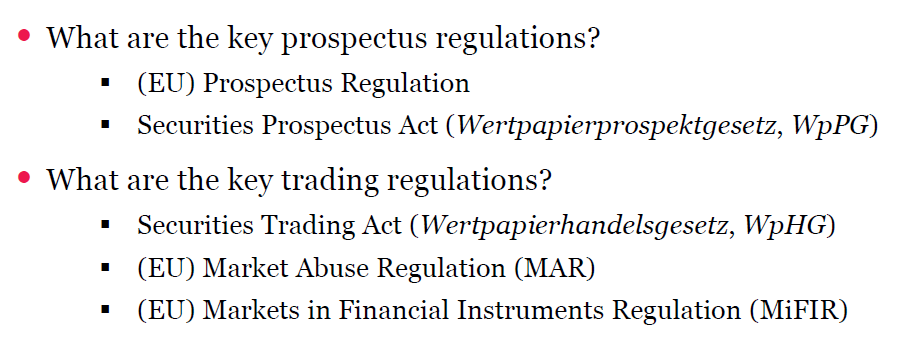 • What are the key prospectus regulations?
▪ (EU) Prospectus Regulation
▪ Securities Prospectus Act (Wertpapierprospektgesetz, WpPG)
• What are the key trading regulations?
▪ Securities Trading Act (Wertpapierhandelsgesetz, WpHG)
▪ (EU) Market Abuse Regulation (MAR)
▪ (EU) Markets in Financial Instruments Regulation (MiFIR)